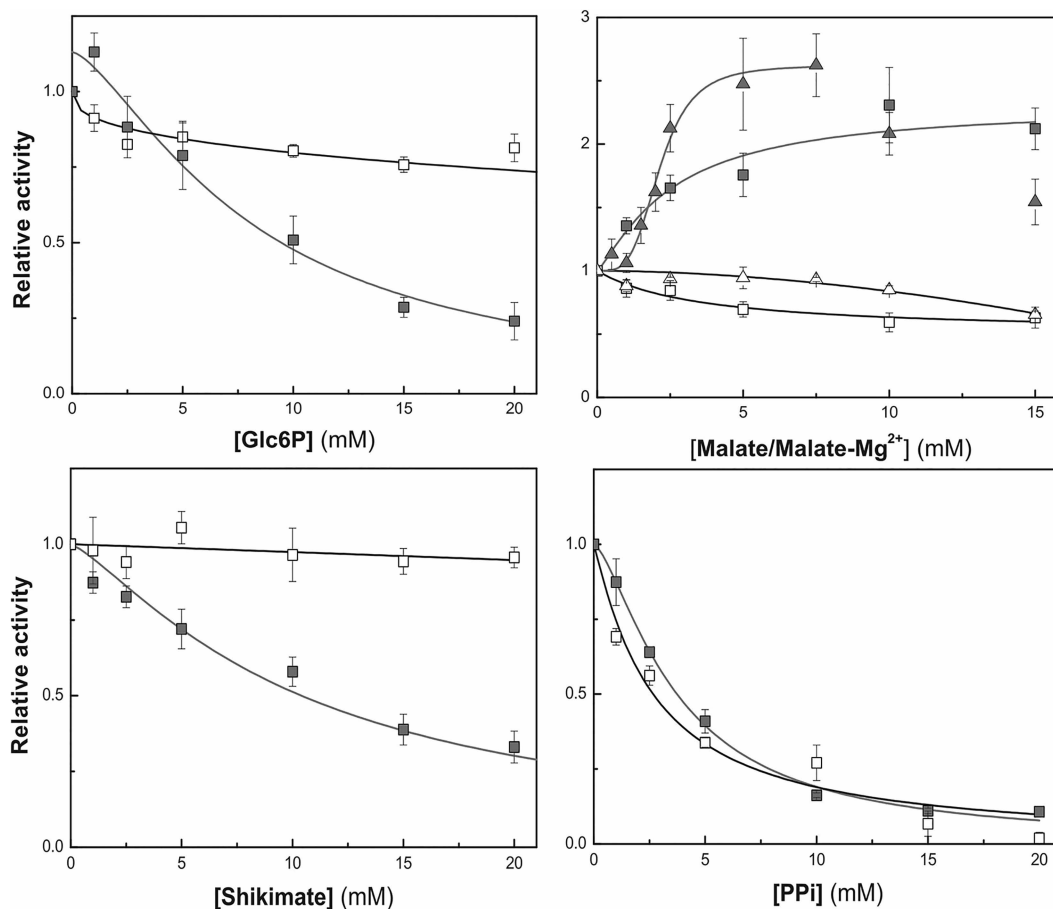 Relative activity
1.0
0.5
0.0
0 5 10 15 20
[Glc6P] (mM)
3
2
1
0
0 5 10 15
[Malate/Malate-Mg²⁺] (mM)
Relative activity
1.0
0.5
0.0
0 5 10 15 20
[Shikimate] (mM)
1.0
0.5
0.0
0 5 10 15 20
[PPi] (mM)